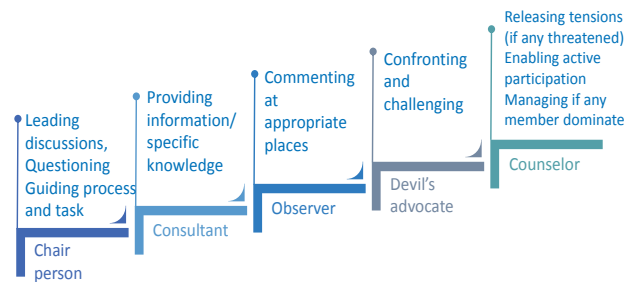 Leading
discussions,
Questioning
Guiding process
and task
Chair
person
Providing
information/
specific
knowledge
Consultant
Commenting
at
appropriate
places
Observer
Confronting
and
challenging
Devil's
advocate
Releasing tensions
(if any threatened)
Enabling active
participation
Managing if any
member dominate
Counselor